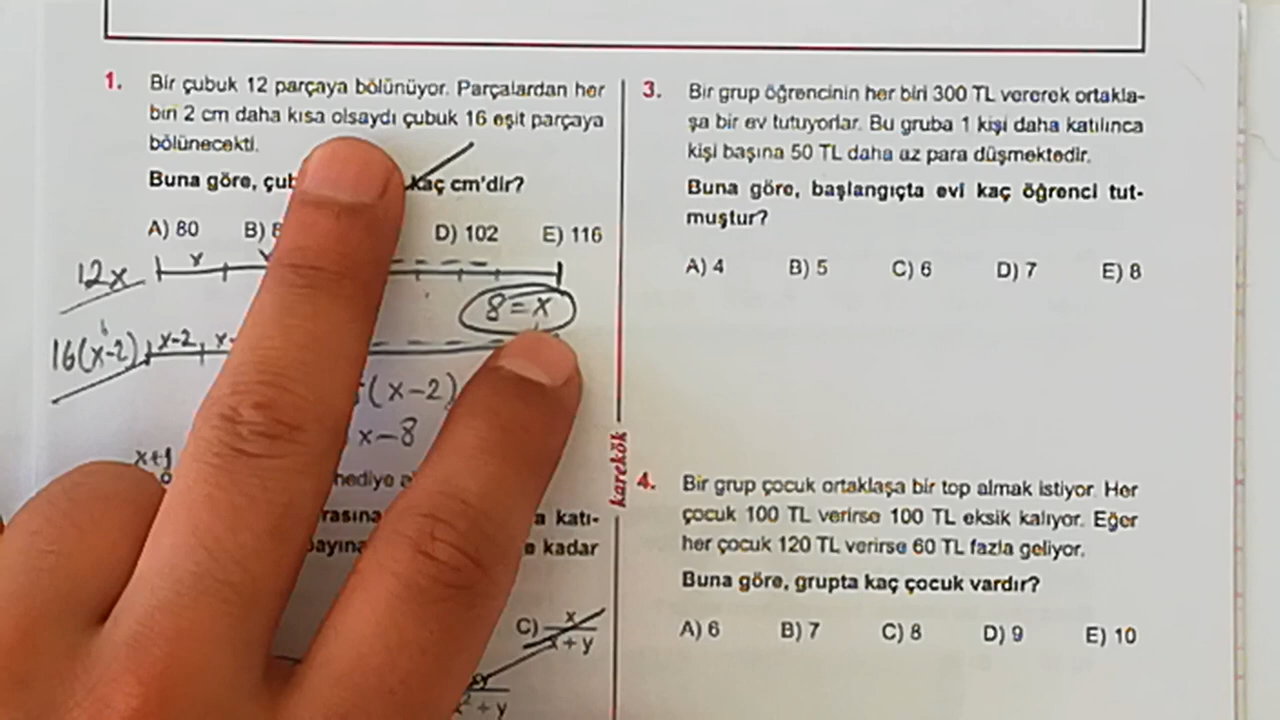 1. Bir çubuk 12 parçaya bölünüyor. Parçalardan her
biri 2 cm daha kısa olsaydı çubuk 16 eşit parçaya
bölünecekti.
Buna göre, kaç cm'dir?
A) 80 B) D) 102 E) 116
12x x
8=x
16(x-2) x-2, x-
(x-2)
x-8
x+1
hediye
a katı-
kadar
C) x/x+y
karekök
3. Bir grup öğrencinin her biri 300 TL vererek ortakla-
şa bir ev tutuyorlar. Bu gruba 1 kişi daha katılınca
kişi başına 50 TL daha az para düşmektedir.
Buna göre, başlangıçta evi kaç öğrenci tut-
muştur?
A) 4 B) 5 C) 6 D) 7 E) 8
4. Bir grup çocuk ortaklaşa bir top almak istiyor. Her
çocuk 100 TL verirse 100 TL eksik kalıyor. Eğer
her çocuk 120 TL verirse 60 TL fazla geliyor.
Buna göre, grupta kaç çocuk vardır?
A) 6 B) 7 C) 8 D) 9 E) 10